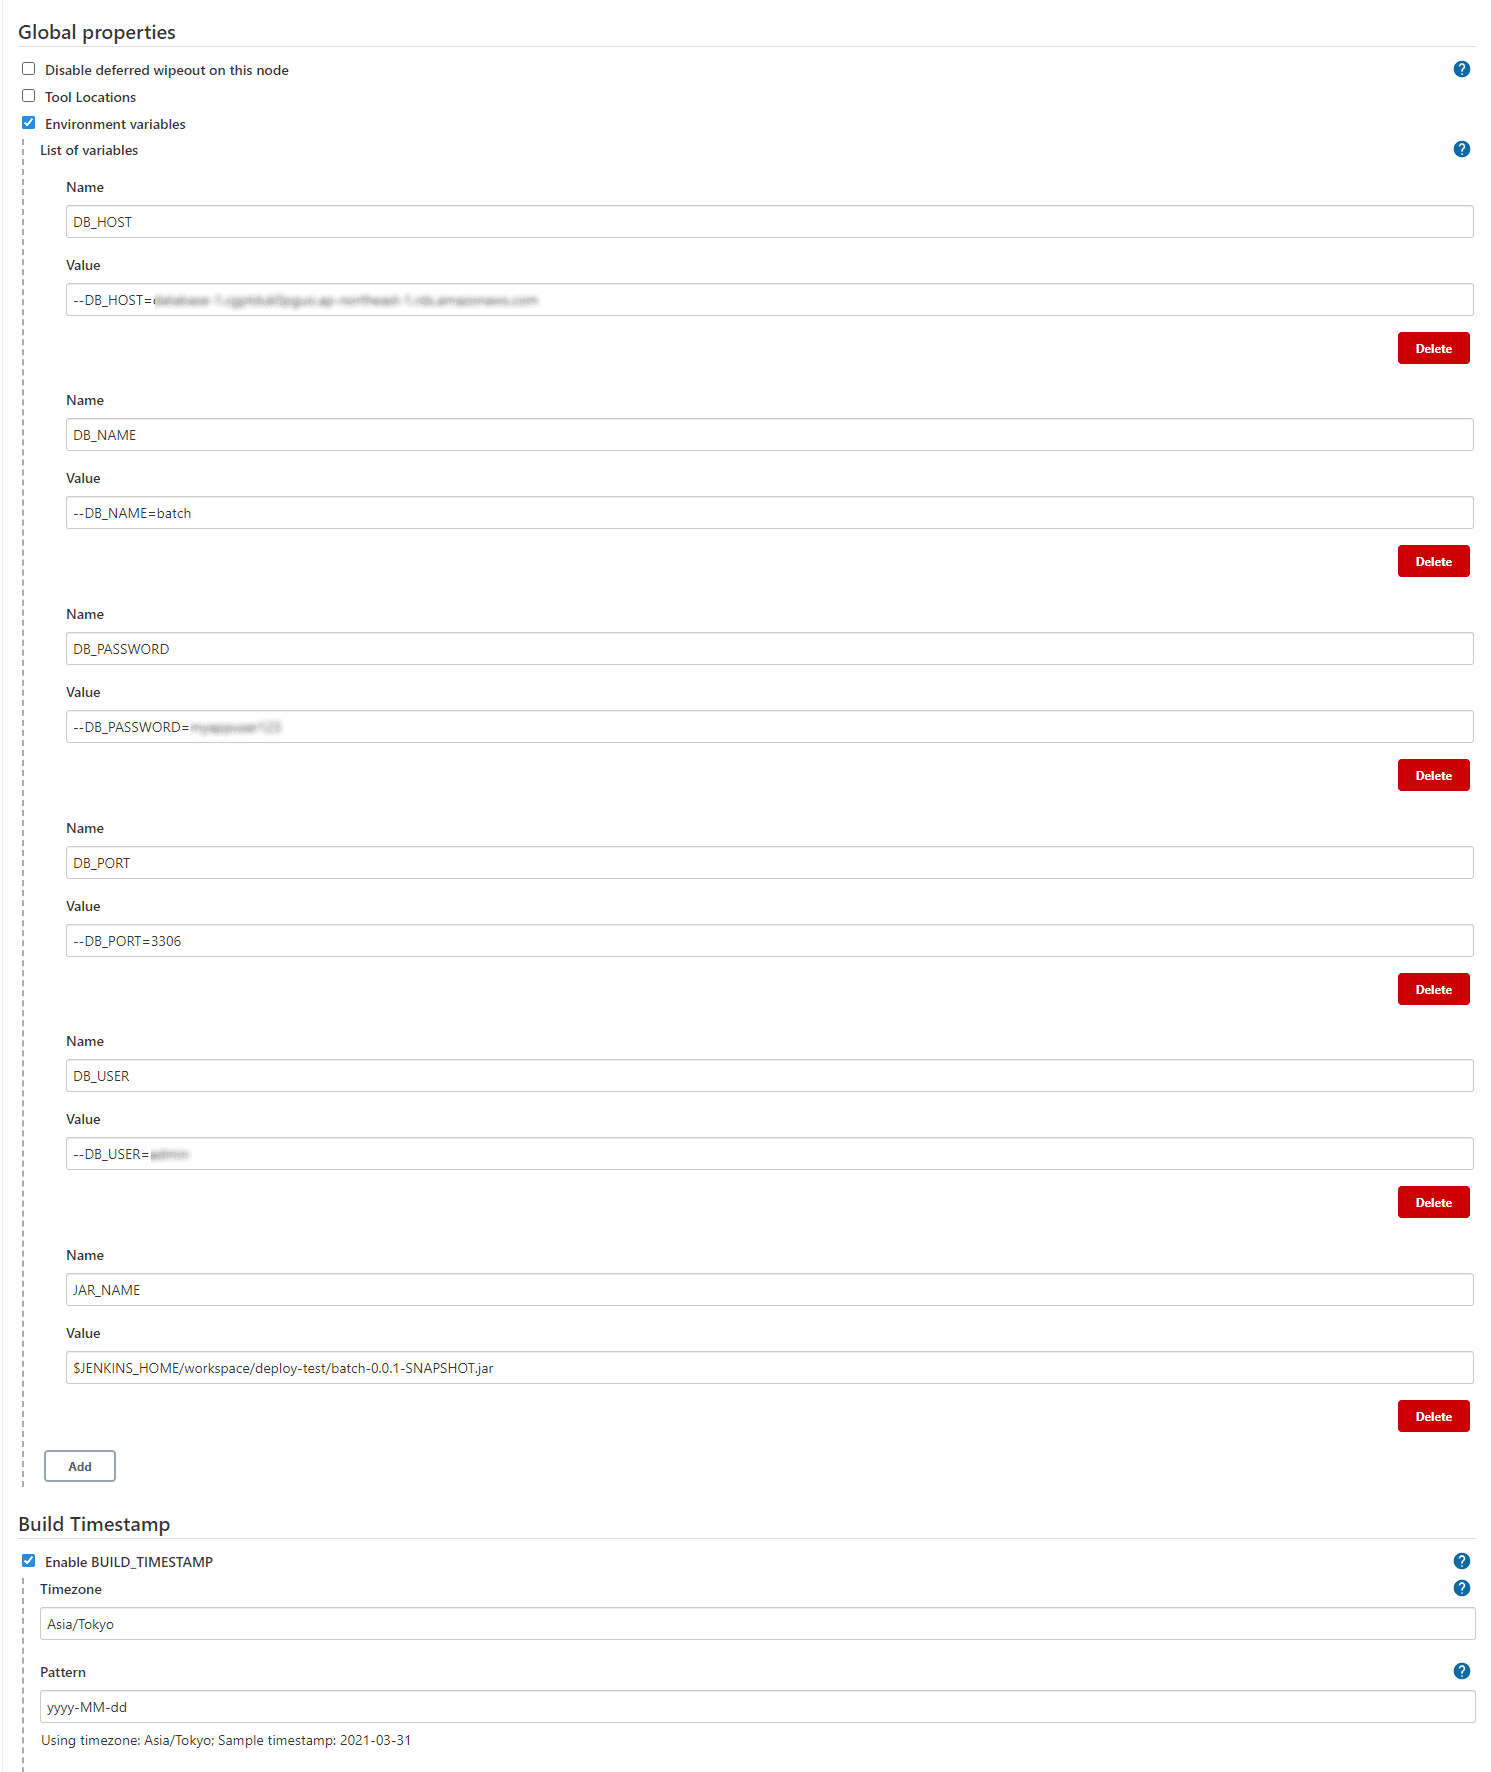 Global properties
Disable deferred wipeout on this node
Tool Locations
Environment variables
List of variables
Name
DB_HOST
Value
--DB_HOST=
Delete
Name
DB_NAME
Value
--DB_NAME=batch
Delete
Name
DB_PASSWORD
Value
--DB_PASSWORD=
Delete
Name
DB_PORT
Value
--DB_PORT=3306
Delete
Name
DB_USER
Value
--DB_USER=
Delete
Name
JAR_NAME
Value
$JENKINS_HOME/workspace/deploy-test/batch-0.0.1-SNAPSHOT.jar
Delete
Add
Build Timestamp
Enable BUILD_TIMESTAMP
Timezone
Asia/Tokyo
Pattern
yyyy-MM-dd
Using timezone: Asia/Tokyo; Sample timestamp: 2021-03-31